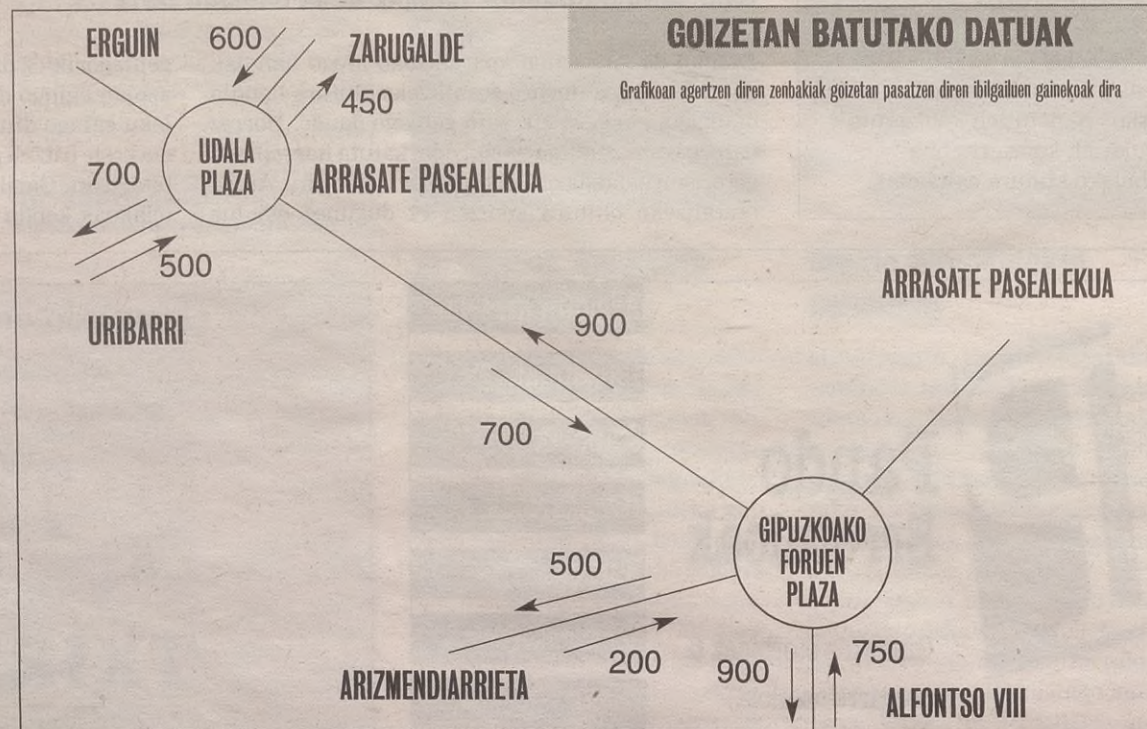 GOIZETAN BATUTAKO DATUAK
Grafikoan agertzen diren zenbakiak goizetan pasatzen diren ibilgailuen gainekoak dira
ERGUIN
600
ZARUGALDE
450
UDALA
PLAZA
700
ARRASATE PASEALEKUA
500
URIBARRI
ARRASATE PASEALEKUA
900
700
GIPUZKOAKO
FORUEN
PLAZA
500
200
ARIZMENDIARRIETA
900
750
ALFONTSO VIII